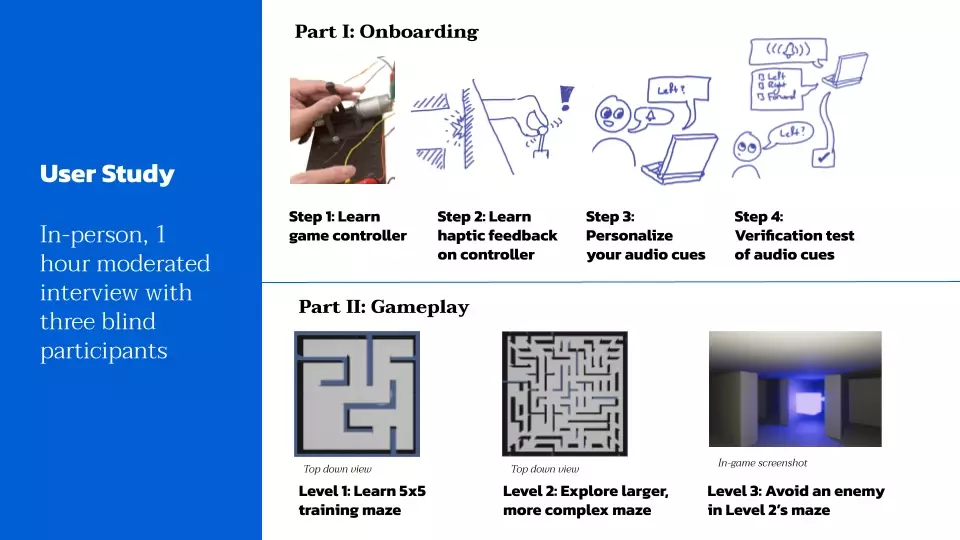 User Study
In-person, 1
hour moderated
interview with
three blind
participants
Part I: Onboarding
Left?
Left
Right
Forward
Left?
Step 1: Learn
game controller
Step 2: Learn
haptic feedback
on controller
Step 3:
Personalize
your audio cues
Step 4:
Verification test
of audio cues
Part II: Gameplay
Top down view
Level 1: Learn 5x5
training maze
Top down view
Level 2: Explore larger,
more complex maze
In-game screenshot
Level 3: Avoid an enemy
in Level 2's maze